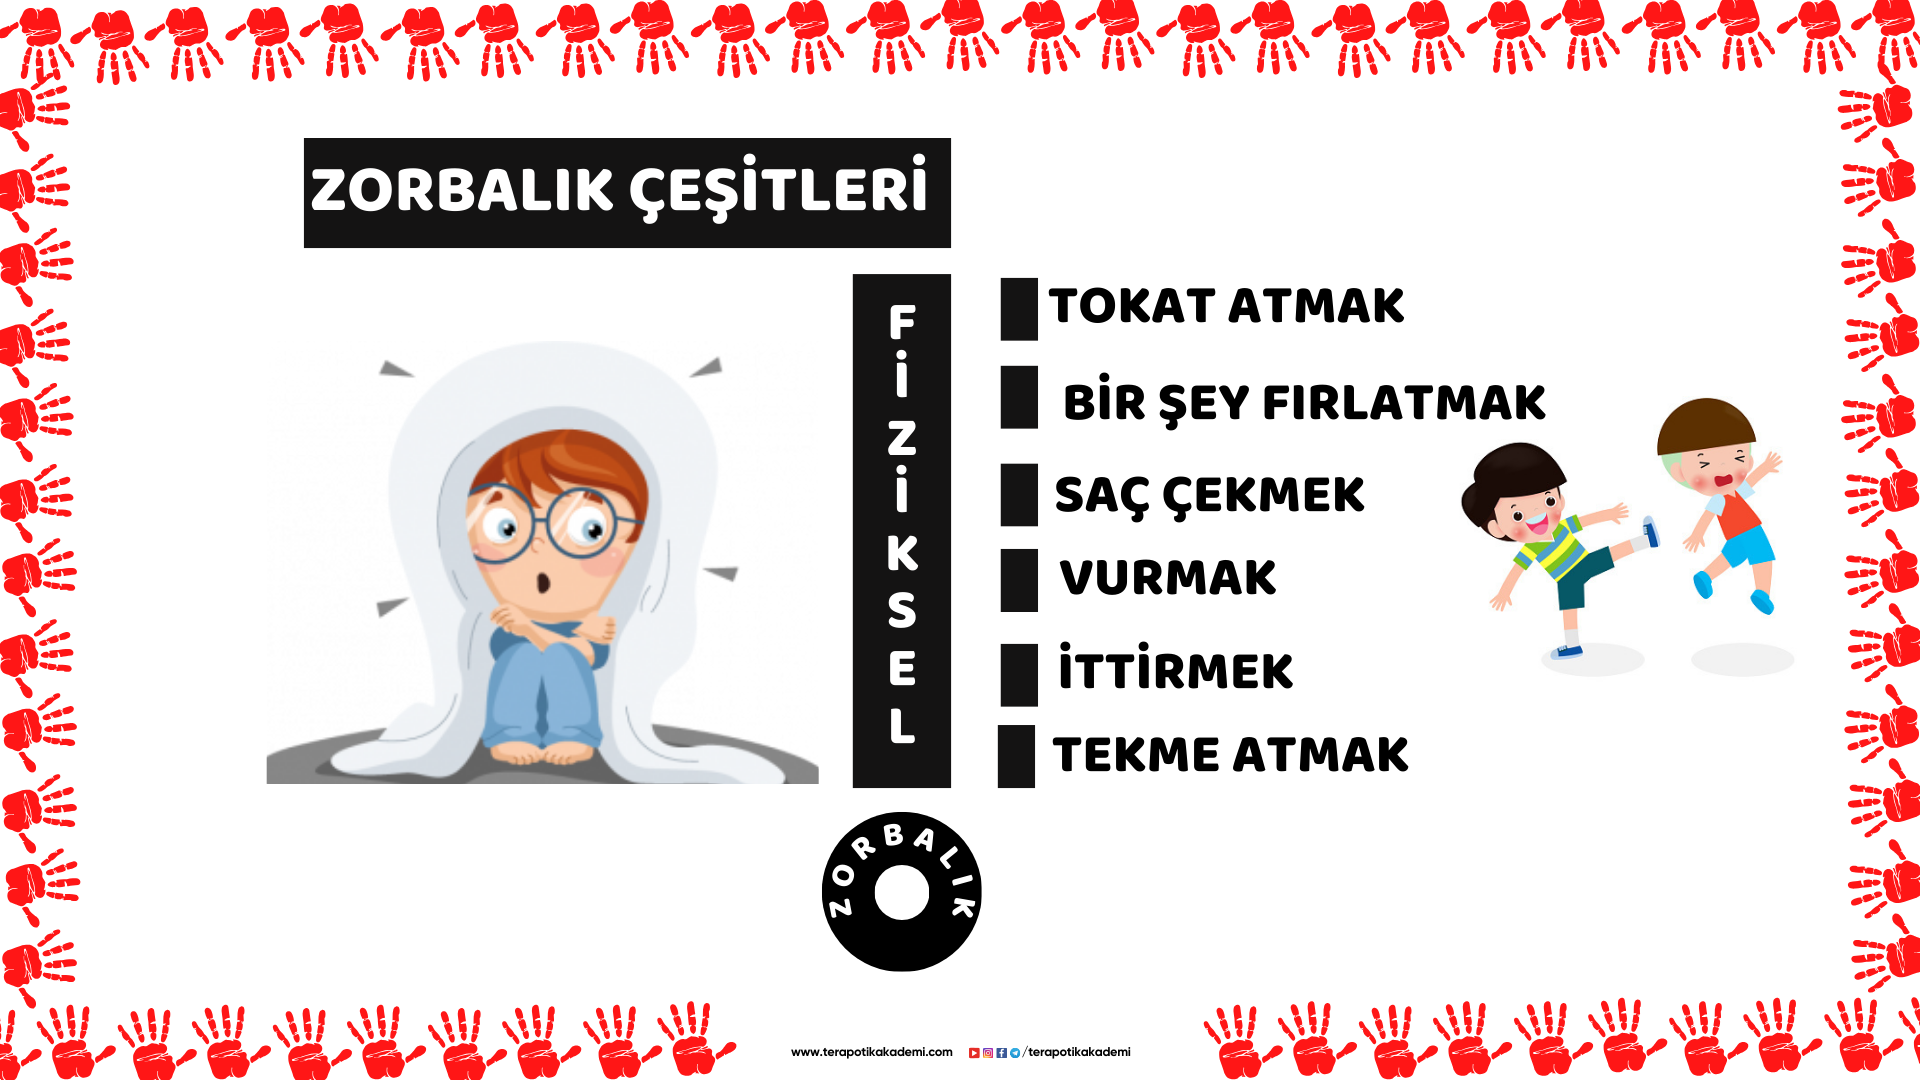 ZORBALIK ÇEŞİTLERİ
FİZİKSEL
ZORBALIK
TOKAT ATMAK
BİR ŞEY FIRLATMAK
SAÇ ÇEKMEK
VURMAK
İTTİRMEK
TEKME ATMAK
www.terapotikakademi.com /terapotikakademi